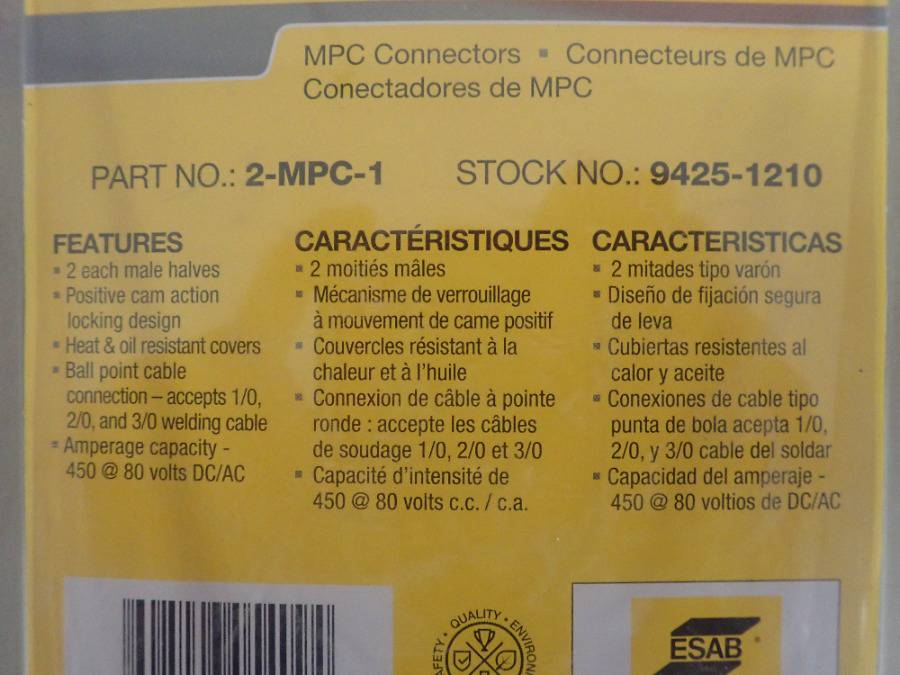 MPC Connectors ▪ Connecteurs de MPC
Conectadores de MPC
PART NO.: 2-MPC-1 STOCK NO.: 9425-1210
FEATURES
▪ 2 each male halves
▪ Positive cam action
locking design
▪ Heat & oil resistant covers
▪ Ball point cable
connection – accepts 1/0,
2/0, and 3/0 welding cable
▪ Amperage capacity -
450 @ 80 volts DC/AC
CARACTÉRISTIQUES
▪ 2 moitiés mâles
▪ Mécanisme de verrouillage
à mouvement de came positif
▪ Couvercles résistant à la
chaleur et à l'huile
▪ Connexion de câble à pointe
ronde : accepte les câbles
de soudage 1/0, 2/0 et 3/0
▪ Capacité d'intensité de
450 @ 80 volts c.c. / c.a.
CARACTERISTICAS
▪ 2 mitades tipo varón
▪ Diseño de fijación segura
de leva
▪ Cubiertas resistentes al
calor y aceite
▪ Conexiones de cable tipo
punta de bola acepta 1/0,
2/0, y 3/0 cable del soldar
▪ Capacidad del amperaje -
450 @ 80 voltios de DC/AC
QUALITY
ESAB